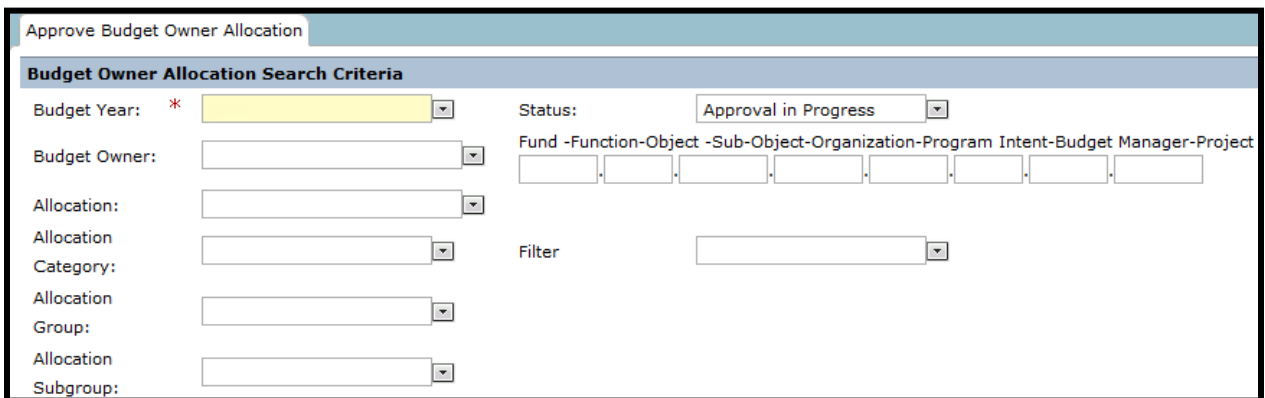 Approve Budget Owner Allocation
Budget Owner Allocation Search Criteria
Budget Year: *
Status: Approval in Progress
Budget Owner:
Fund -Function-Object -Sub-Object-Organization-Program Intent-Budget Manager-Project
. . . . . . .
Allocation:
Allocation
Category:
Filter
Allocation
Group:
Allocation
Subgroup: